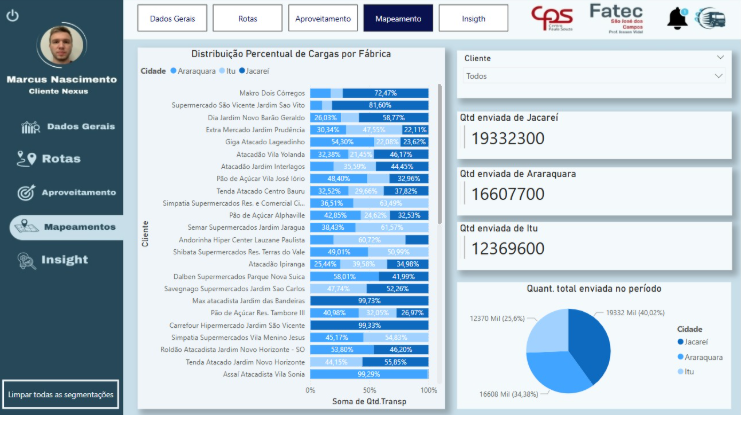 Dados Gerais
Rotas
Aproveitamento
Mapeamento
Insigth
CPS
Fatec
Marcus Nascimento
Cliente Nexus
Dados Gerais
Rotas
Aproveitamento
Mapeamentos
Insight
Limpar todas as segmentações
Distribuição Percentual de Cargas por Fábrica
Cidade Araraquara Itu Jacareí
Cliente
Makro Dois Córregos 72,47%
Supermercado São Vicente Jardim Sao Vito 81,60%
Dia Jardim Novo Barão Geraldo 26,03% 58,77%
Extra Mercado Jardim Prudência 30,34% 47,55% 22,11%
Giga Atacado Lageadinho 54,30% 22,08% 23,62%
Atacadão Vila Yolanda 32,38% 21,45% 46,17%
Atacadão Jardim Interlagos 35,59% 44,45%
Pão de Açúcar Vila José Iório 48,40% 32,96%
Tenda Atacado Centro Bauru 32,52% 29,66% 37,82%
Simpatia Supermercados Res. e Comercial Ci... 36,51% 63,49%
Pão de Açúcar Alphaville 42,85% 24,62% 32,53%
Semar Supermercados Jardim Jaragua 38,43% 61,57%
Andorinha Hiper Center Lauzane Paulista 60,72%
Shibata Supermercados Res. Terras do Vale 49,01% 50,99%
Atacadão Ipiranga 25,44% 39,58% 34,98%
Dalben Supermercados Parque Nova Suica 58,01% 41,99%
Savegnago Supermercados Jardim Sao Carlos 47,74% 52,26%
Max atacadista Jardim das Bandeiras 99,73%
Pão de Açúcar Res. Tambore III 40,98% 32,05% 26,97%
Carrefour Hipermercado Jardim São Vicente 99,33%
Simpatia Supermercados Vila Menino Jesus 45,17% 54,83%
Roldão Atacadista Jardim Novo Horizonte - SO 53,80% 46,20%
Tenda Atacado Jardim Novo Horizonte 44,15% 55,85%
Assaí Atacadista Vila Sonia 99,29%
0% 50% 100%
Soma de Qtd.Transp
Cliente
Todos
Qtd enviada de Jacareí
19332300
Qtd enviada de Araraquara
16607700
Qtd enviada de Itu
12369600
Quant. total enviada no período
12370 Mil (25,6%)
19332 Mil (40,02%)
16608 Mil (34,38%)
Cidade
Jacareí
Araraquara
Itu